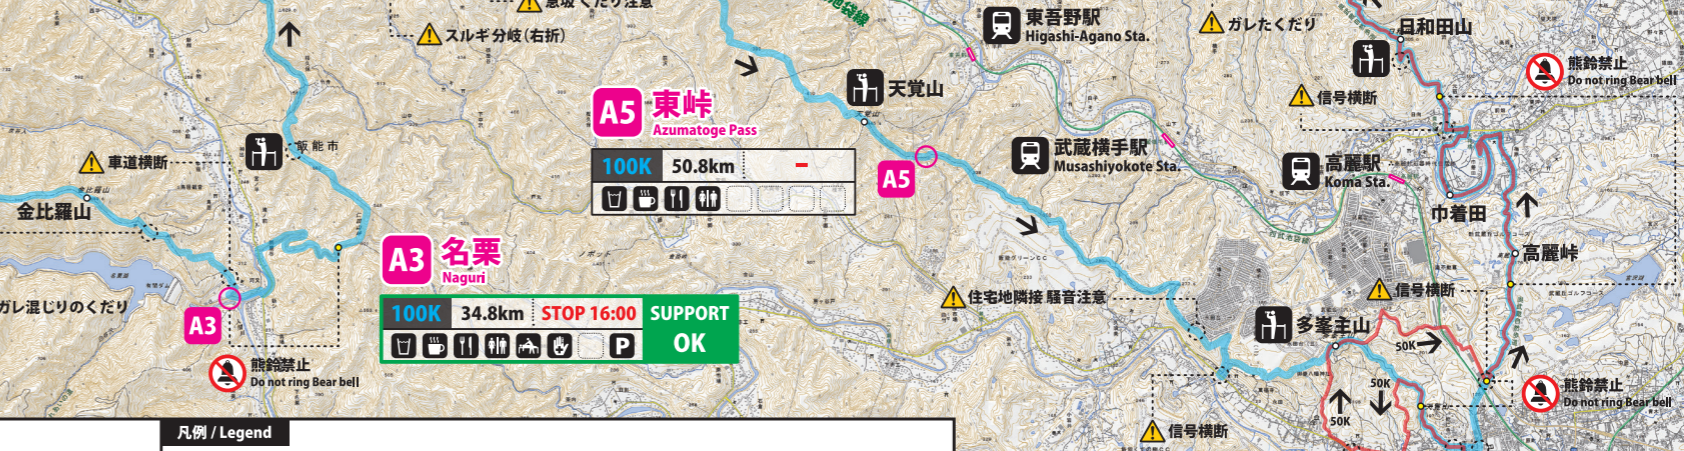 急坂 くだり注意
スルギ分岐(右折)
池袋線
東吾野駅
Higashi-Agano Sta.
ガレたくだり
日和田山
熊鈴禁止
Do not ring Bear bell
信号横断
天覚山
A5 東峠
Azumatoge Pass
100K 50.8km -
A5
武蔵横手駅
Musashiyokote Sta.
高麗駅
Koma Sta.
巾着田
高麗峠
車道横断
飯能市
金比羅山
金比羅山
A3 名栗
Naguri
100K 34.8km STOP 16:00 SUPPORT OK
P
A3
ガレ混じりのくだり
熊鈴禁止
Do not ring Bear bell
住宅地隣接 騒音注意
信号横断
多峯主山
50K
50K
50K
熊鈴禁止
Do not ring Bear bell
信号横断
凡例 / Legend